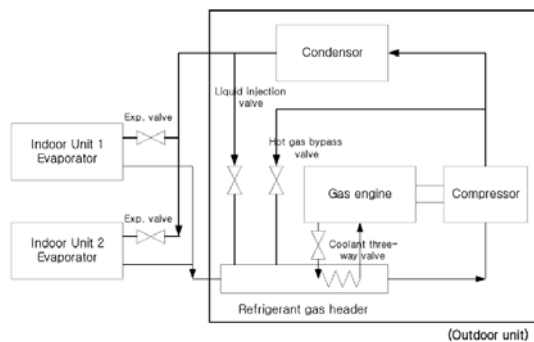 Condensor
Liquid injection
valve
Exp. valve
Hot gas bypass
valve
Indoor Unit 1
Evaporator
Gas engine
Compressor
Exp. valve
Indoor Unit 2
Evaporator
Coolant three-
way valve
Refrigerant gas header
(Outdoor unit)